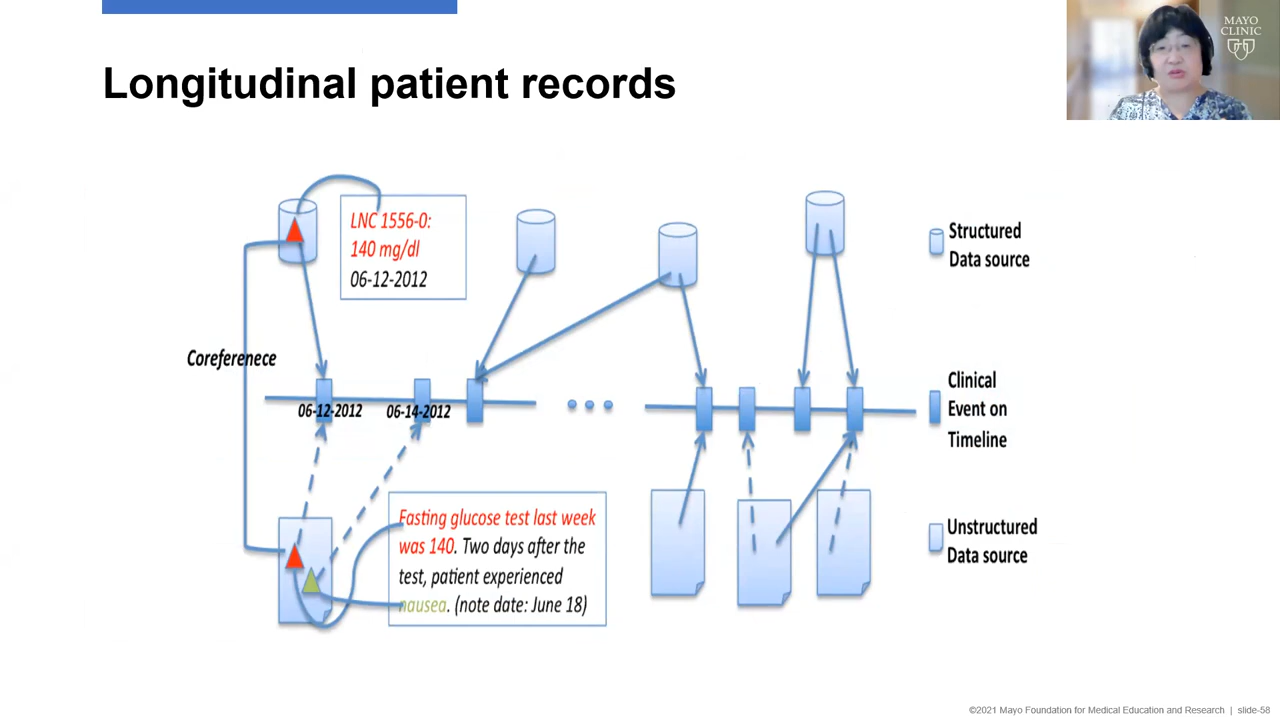 Longitudinal patient records
MAYO
CLINIC
LNC 1556-0:
140 mg/dl
06-12-2012
Structured
Data source
Coreferenece
06-12-2012
06-14-2012
Clinical
Event on
Timeline
Fasting glucose test last week
was 140. Two days after the
test, patient experienced
nausea. (note date: June 18)
Unstructured
Data source
©2021 Mayo Foundation for Medical Education and Research | slide-58